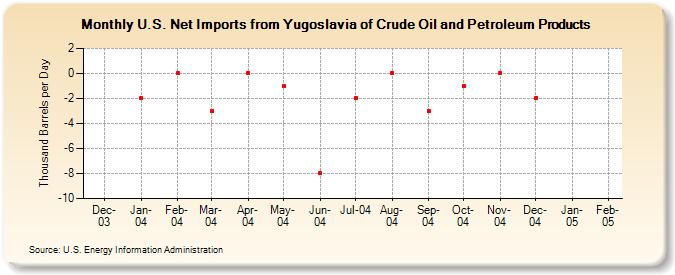 Monthly U.S. Net Imports from Yugoslavia of Crude Oil and Petroleum Products
Thousand Barrels per Day
2
0
-2
-4
-6
-8
-10
Dec-03
Jan-04
Feb-04
Mar-04
Apr-04
May-04
Jun-04
Jul-04
Aug-04
Sep-04
Oct-04
Nov-04
Dec-04
Jan-05
Feb-05
Source: U.S. Energy Information Administration